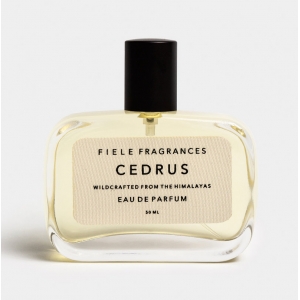 FIELE FRAGRANCES
CEDRUS
WILDCRAFTED FROM THE HIMALAYAS
EAU DE PARFUM
50 ML